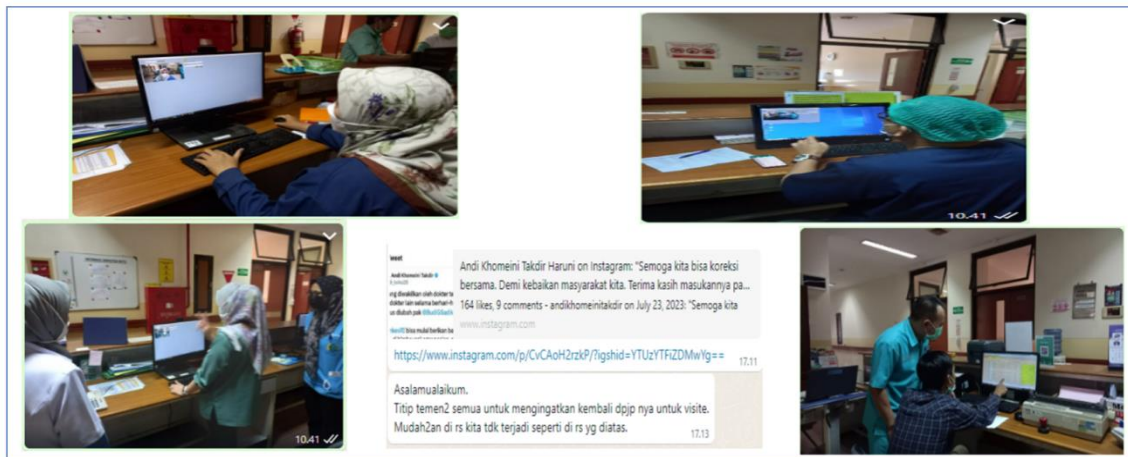 10.41
Andi Khomeini Takdir Haruni on Instagram: "Semoga kita bisa koreksi
bersama. Demi kebaikan masyarakat kita. Terima kasih masukannya pa...
164 likes, 9 comments - andikhomeinitakdir on July 23, 2023: "Semoga kita
www.instagram.com
Andi Khomeini Takdir
https://www.instagram.com/p/CvCAoH2rzkP/?igshid=YTUzYTFiZDMwYg==
17.11
Asalamualaikum.
Titip temen2 semua untuk mengingatkan kembali dpjp nya untuk visite.
Mudah2an di rs kita tdk terjadi seperti di rs yg diatas.
17.13
10.41